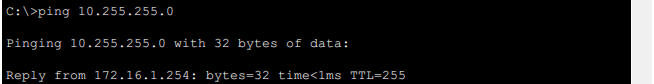 C:\>ping 10.255.255.0
Pinging 10.255.255.0 with 32 bytes of data:
Reply from 172.16.1.254: bytes=32 time<1ms TTL=255